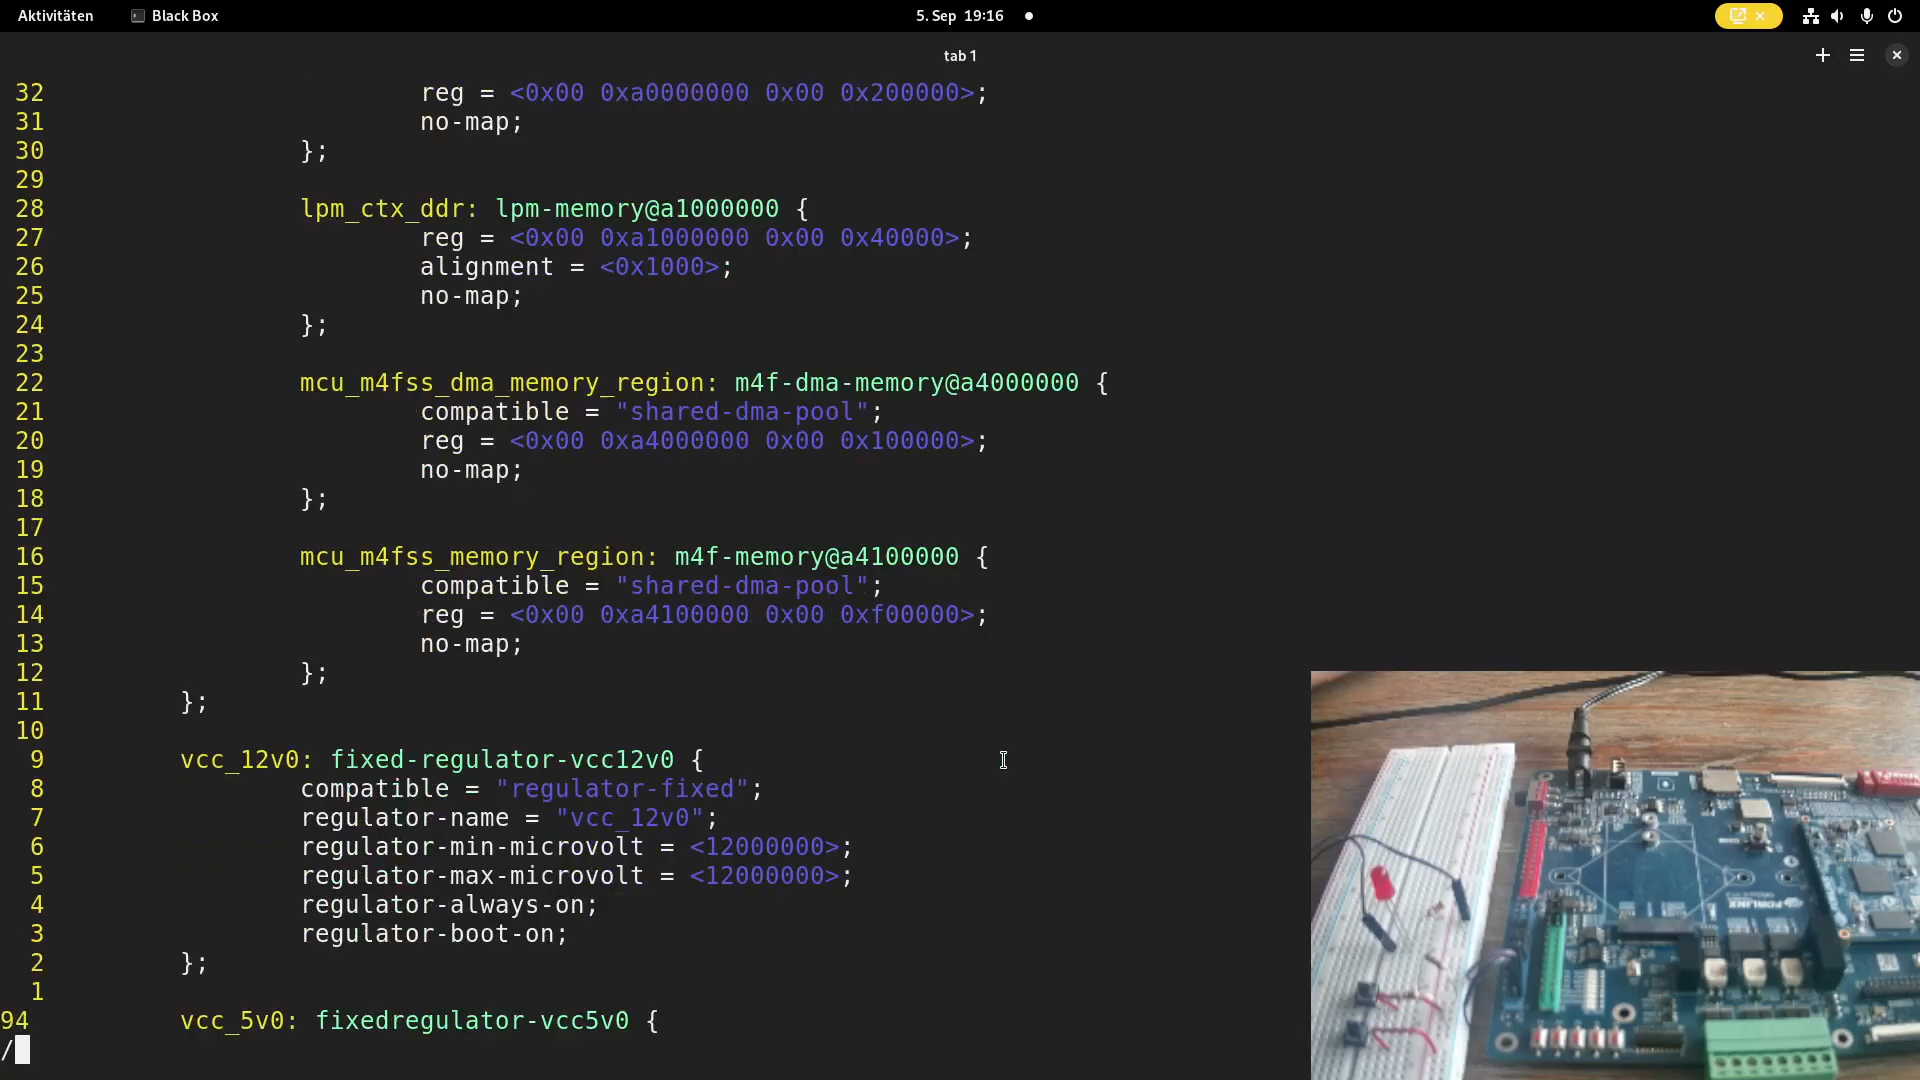 Aktivitäten
Black Box
5. Sep 19:16
tab 1
32 reg = <0x00 0xa0000000 0x00 0x200000>;
31 no-map;
30 };
29
28 lpm_ctx_ddr: lpm-memory@a1000000 {
27 reg = <0x00 0xa1000000 0x00 0x40000>;
26 alignment = <0x1000>;
25 no-map;
24 };
23
22 mcu_m4fss_dma_memory_region: m4f-dma-memory@a4000000 {
21 compatible = "shared-dma-pool";
20 reg = <0x00 0xa4000000 0x00 0x100000>;
19 no-map;
18 };
17
16 mcu_m4fss_memory_region: m4f-memory@a4100000 {
15 compatible = "shared-dma-pool";
14 reg = <0x00 0xa4100000 0x00 0xf00000>;
13 no-map;
12 };
11 };
10
9 vcc_12v0: fixed-regulator-vcc12v0 {
8 compatible = "regulator-fixed";
7 regulator-name = "vcc_12v0";
6 regulator-min-microvolt = <12000000>;
5 regulator-max-microvolt = <12000000>;
4 regulator-always-on;
3 regulator-boot-on;
2 };
1
94 vcc_5v0: fixedregulator-vcc5v0 {
/
FORLINX